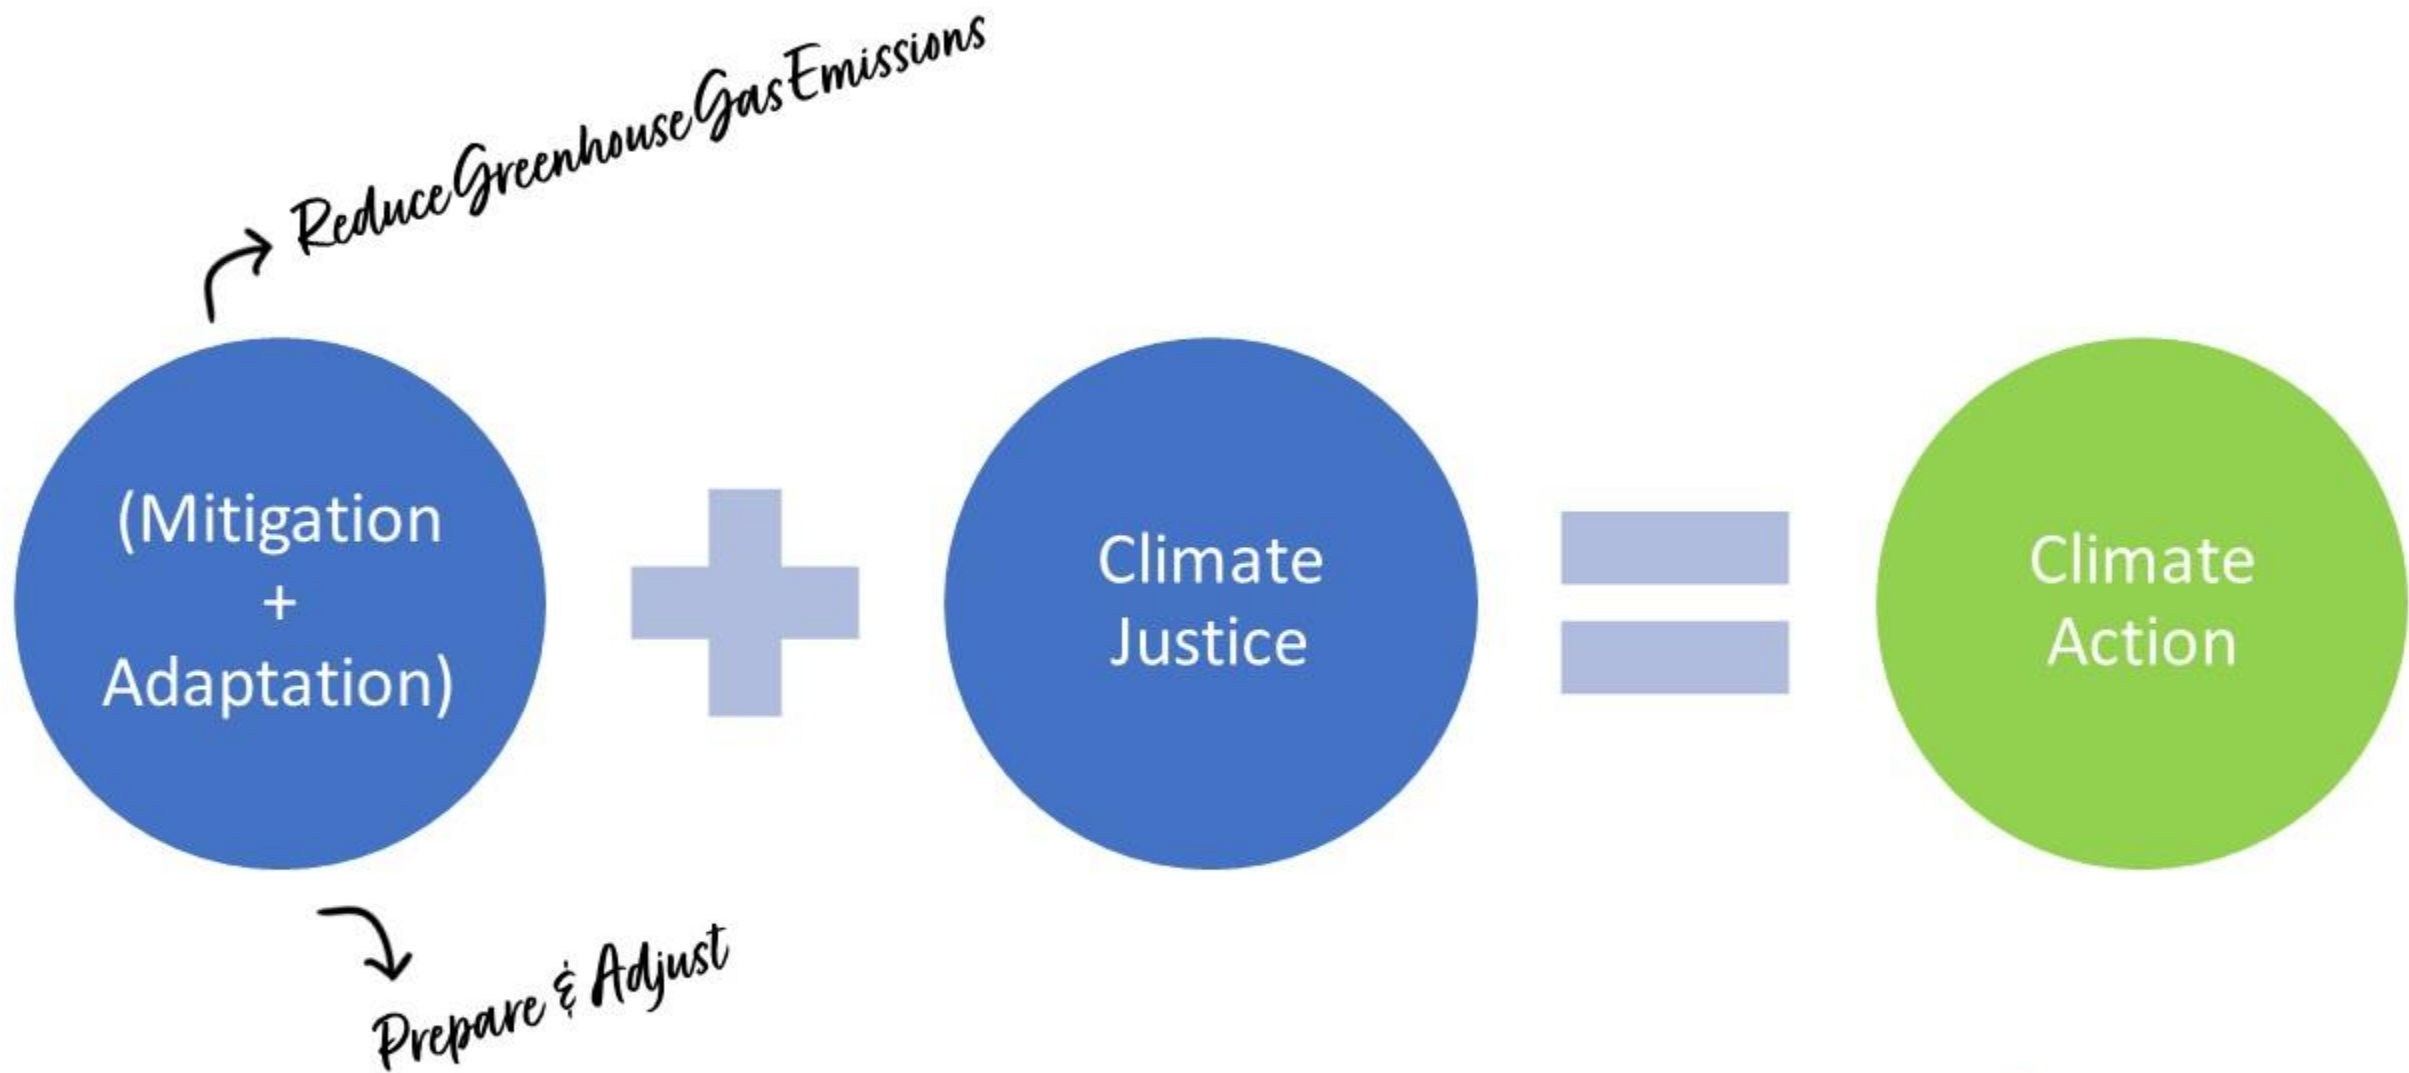 Reduce Greenhouse Gas Emissions
(Mitigation
+
Adaptation)
Climate
Justice
Climate
Action
Prepare & Adjust